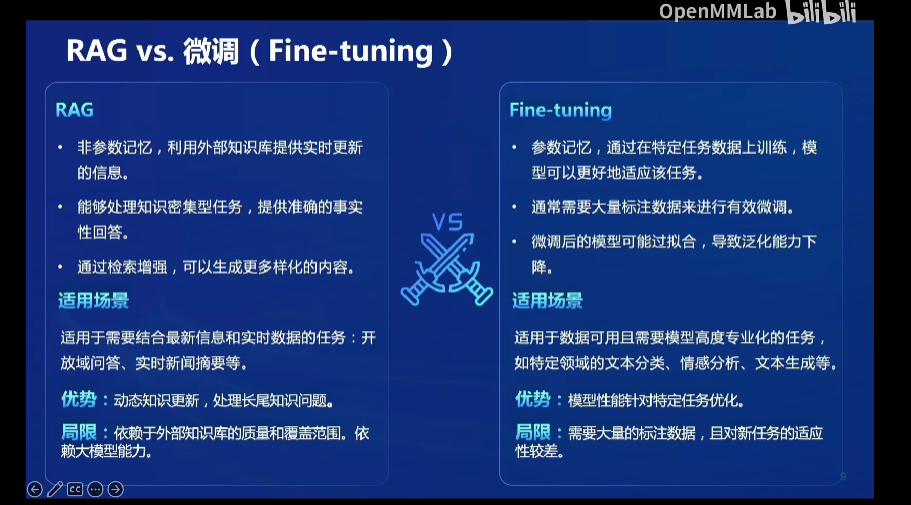 OpenMMLab bilibili
RAG vs. 微调（Fine-tuning）
RAG
• 非参数记忆，利用外部知识库提供实时更新
的信息。
• 能够处理知识密集型任务，提供准确的事实
性回答。
• 通过检索增强，可以生成更多样化的内容。
适用场景
适用于需要结合最新信息和实时数据的任务：开
放域问答、实时新闻摘要等。
优势：动态知识更新，处理长尾知识问题。
局限：依赖于外部知识库的质量和覆盖范围。依
赖大模型能力。
VS
Fine-tuning
• 参数记忆，通过在特定任务数据上训练，模
型可以更好地适应该任务。
• 通常需要大量标注数据来进行有效微调。
• 微调后的模型可能过拟合，导致泛化能力下
降。
适用场景
适用于数据可用且需要模型高度专业化的任务，
如特定领域的文本分类、情感分析、文本生成等。
优势：模型性能针对特定任务优化。
局限：需要大量的标注数据，且对新任务的适应
性较差。
9
CC